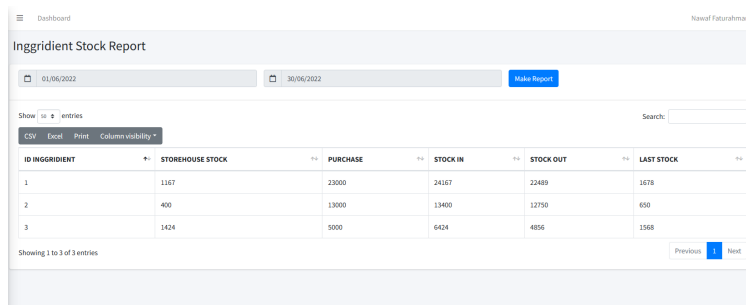 Dashboard Nawaf Faturahma
Inggridient Stock Report
01/06/2022 30/06/2022 Make Report
Show entries Search:
CSV Excel Print Column visibility
ID INGGRIDIENT STOREHOUSE STOCK PURCHASE STOCK IN STOCK OUT LAST STOCK
1 1167 23000 24167 22489 1678
2 400 13000 13400 12750 650
3 1424 5000 6424 4856 1568
Showing 1 to 3 of 3 entries Previous 1 Next